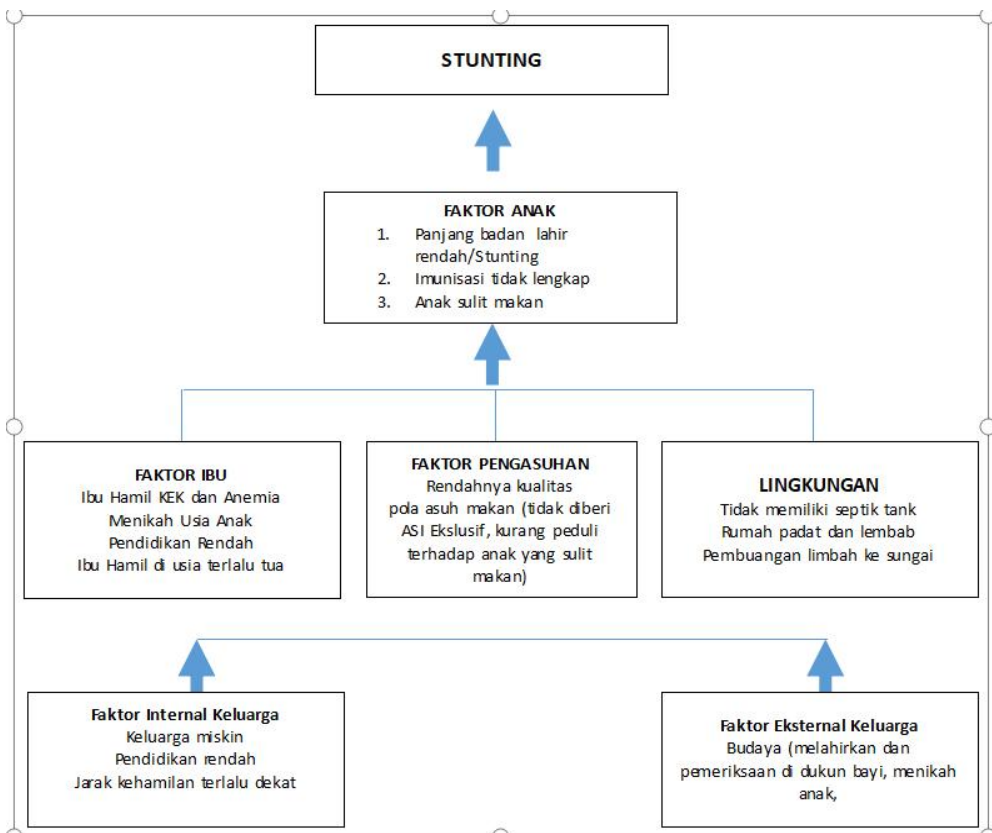 STUNTING
FAKTOR ANAK
1. Panjang badan lahir
rendah/Stunting
2. Imunisasi tidak lengkap
3. Anak sulit makan
FAKTOR IBU
Ibu Hamil KEK dan Anemia
Menikah Usia Anak
Pendidikan Rendah
Ibu Hamil di usia terlalu tua
FAKTOR PENGASUHAN
Rendahnya kualitas
pola asuh makan (tidak diberi
ASI Ekslusif, kurang peduli
terhadap anak yang sulit
makan)
LINGKUNGAN
Tidak memiliki septik tank
Rumah padat dan lembab
Pembuangan limbah ke sungai
Faktor Internal Keluarga
Keluarga miskin
Pendidikan rendah
Jarak kehamilan terlalu dekat
Faktor Eksternal Keluarga
Budaya (melahirkan dan
pemeriksaan di dukun bayi, menikah
anak,